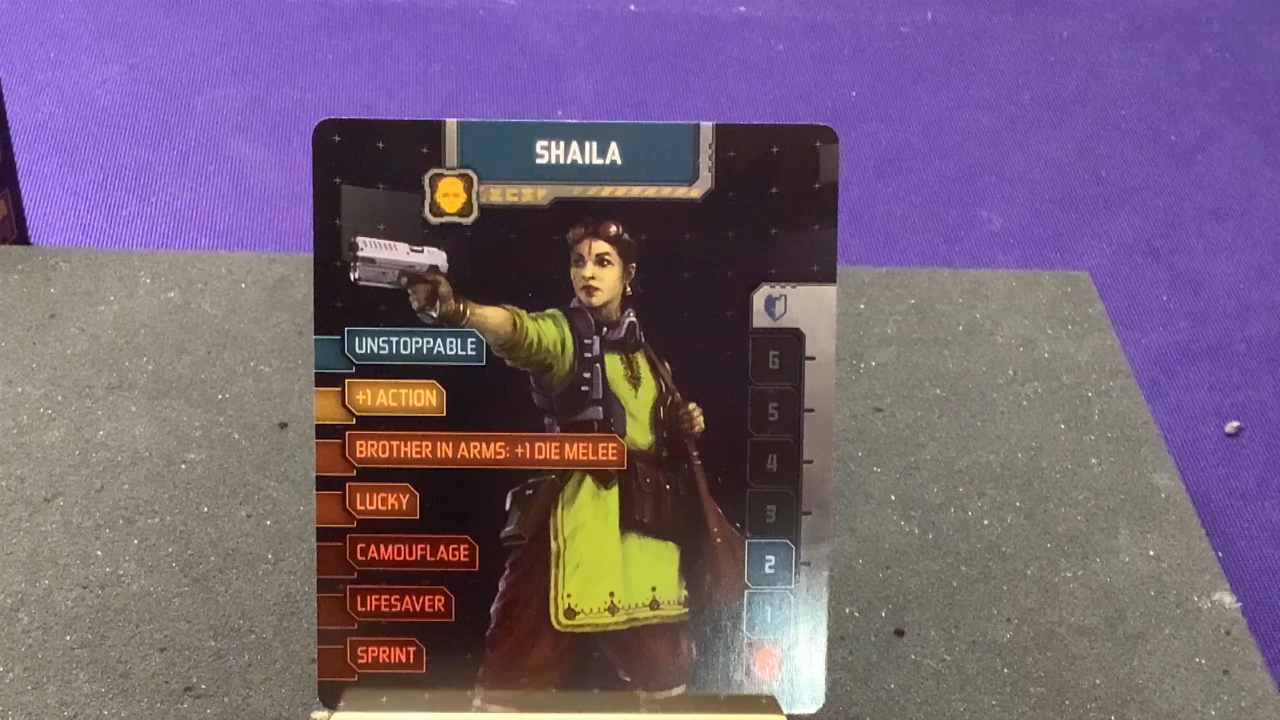 SHAILA
UNSTOPPABLE
+1 ACTION
BROTHER IN ARMS: +1 DIE MELEE
LUCKY
CAMOUFLAGE
LIFESAVER
SPRINT
6
5
4
3
2
1